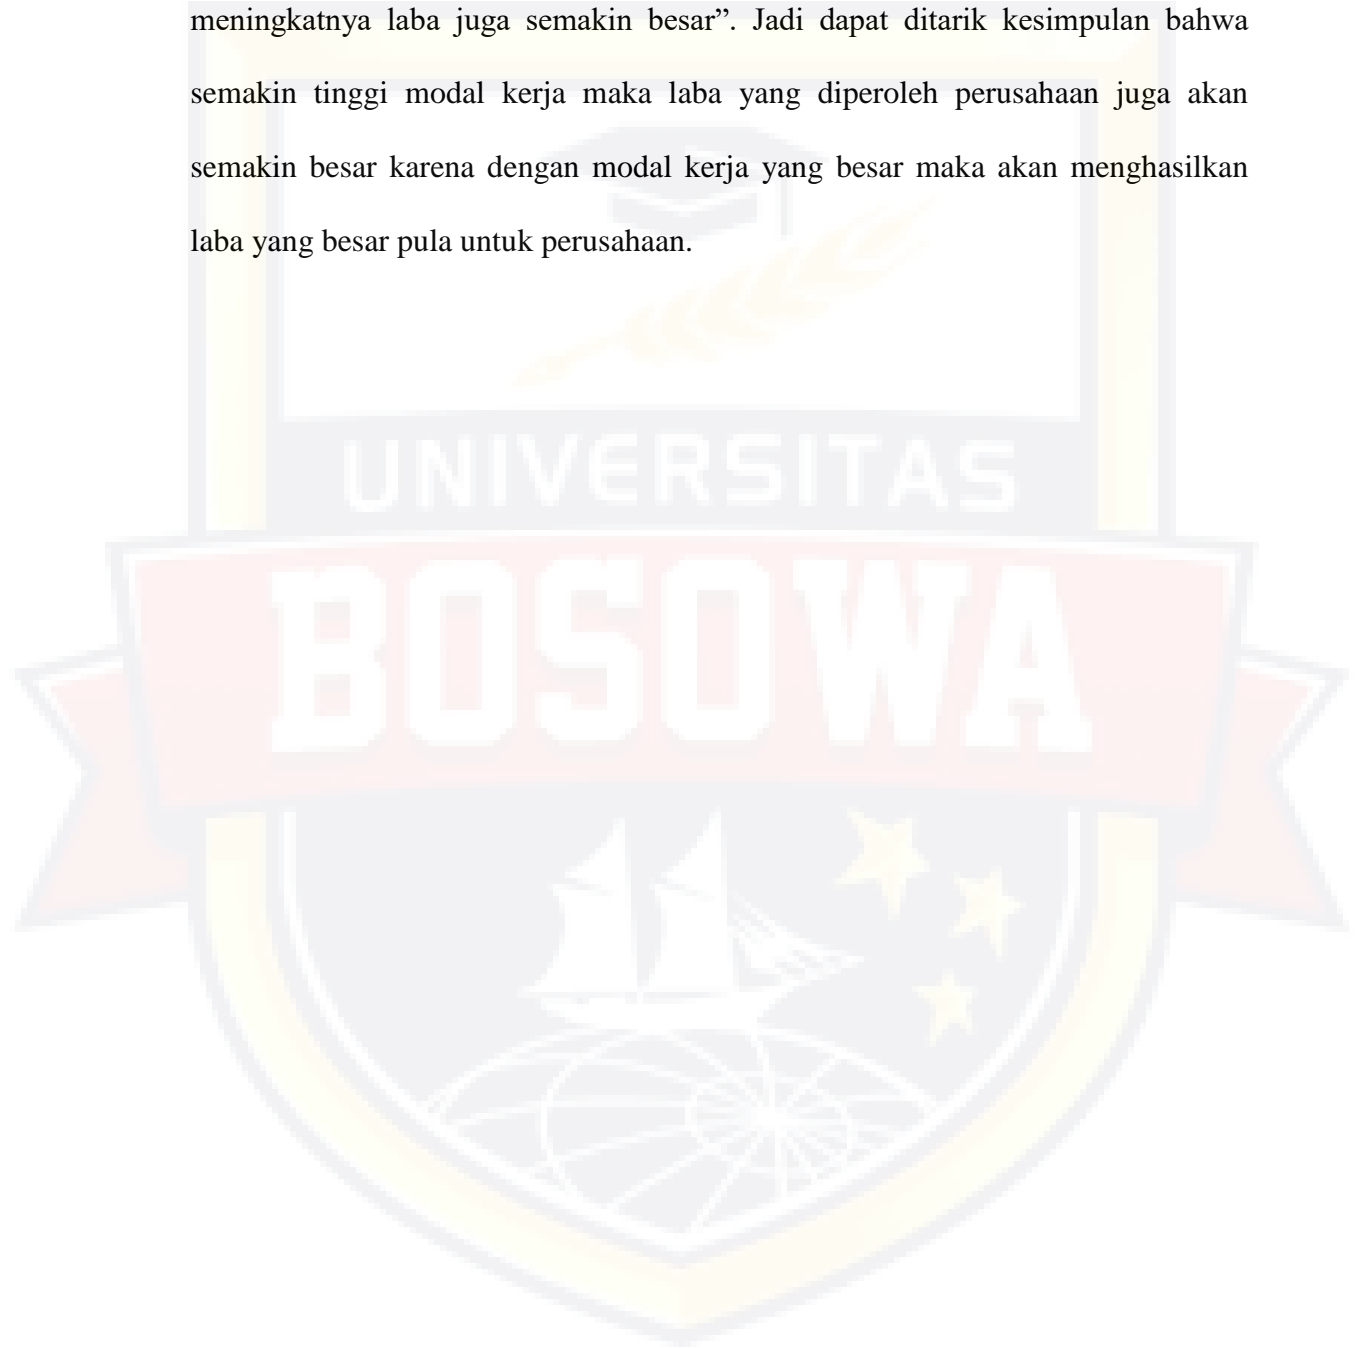 meningkatnya laba juga semakin besar”. Jadi dapat ditarik kesimpulan bahwa
semakin tinggi modal kerja maka laba yang diperoleh perusahaan juga akan
semakin besar karena dengan modal kerja yang besar maka akan menghasilkan
laba yang besar pula untuk perusahaan.
UNIVERSITAS
BOSOWA